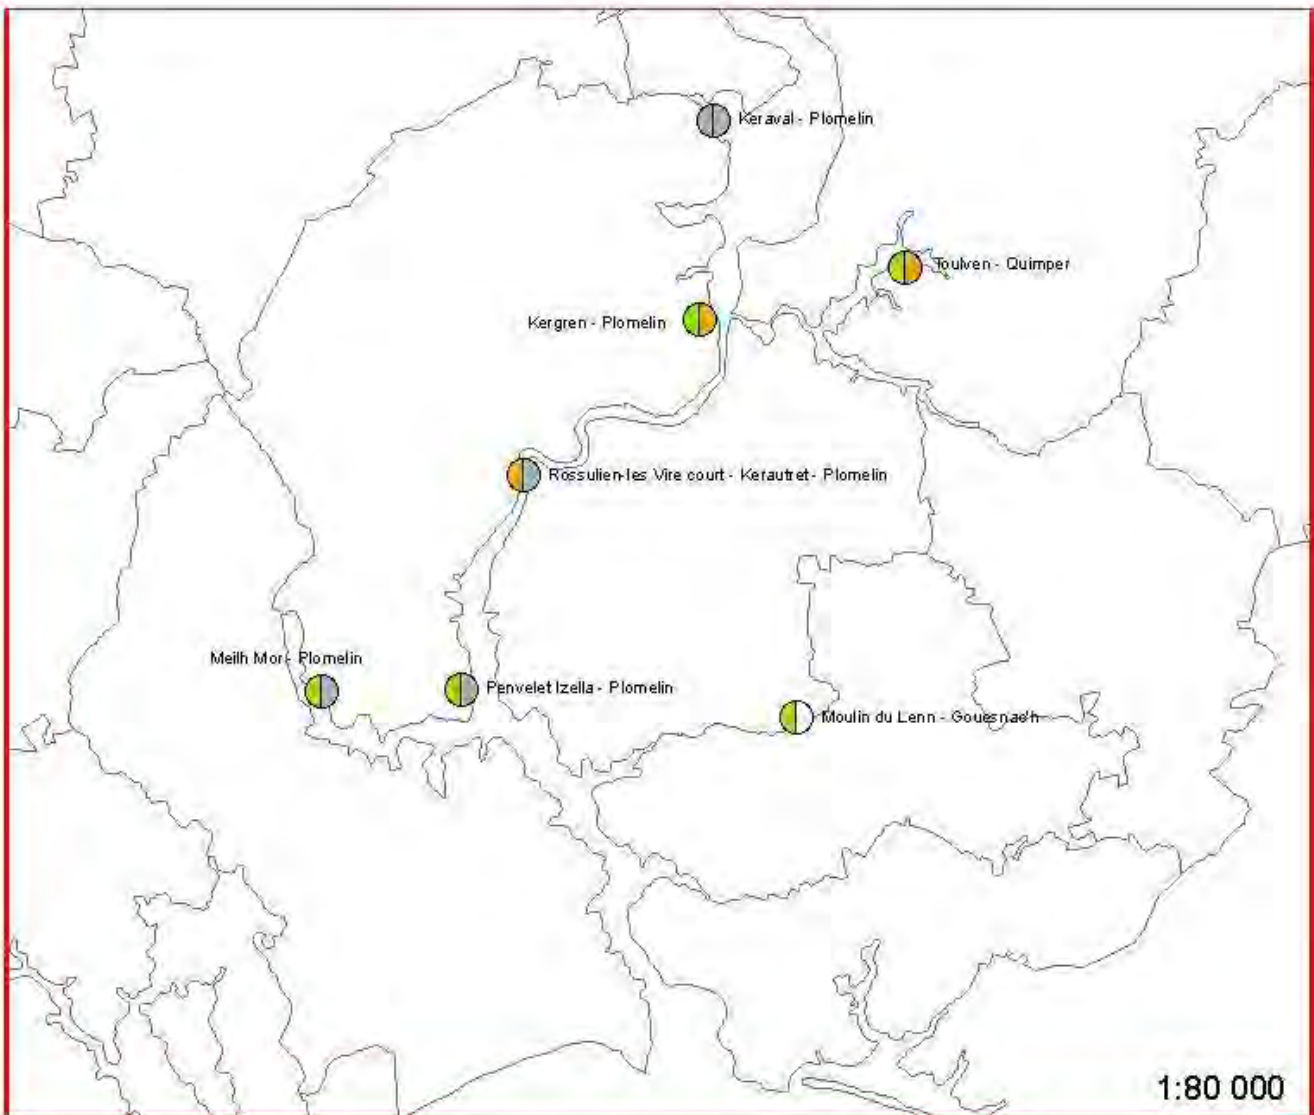 Keraval - Plomelin
Toulven - Quimper
Kergren - Plomelin
Rossulien-les Vire court - Kerautret - Plomelin
Meilh Mor - Plomelin
Penvelet Izella - Plomelin
Moulin du Lenn - Gouesnac'h
1:80 000